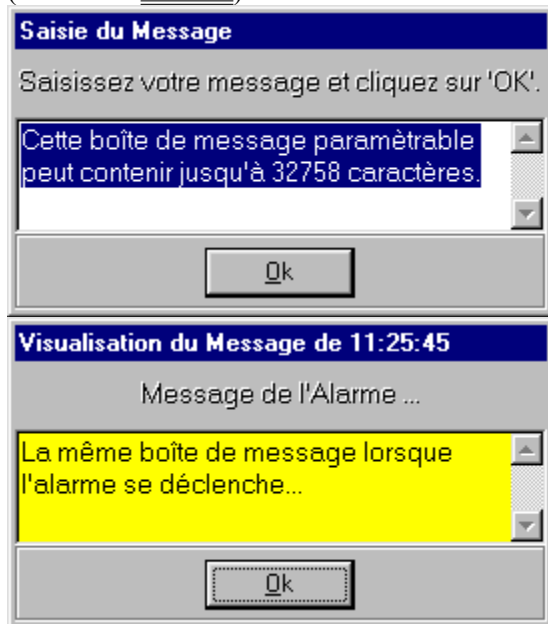 Saisie du Message
Saisissez votre message et cliquez sur 'OK'.
Cette boîte de message paramètrable
peut contenir jusqu'à 32758 caractères.
Ok
Visualisation du Message de 11:25:45
Message de l'Alarme ...
La même boîte de message lorsque
l'alarme se déclenche...
Ok